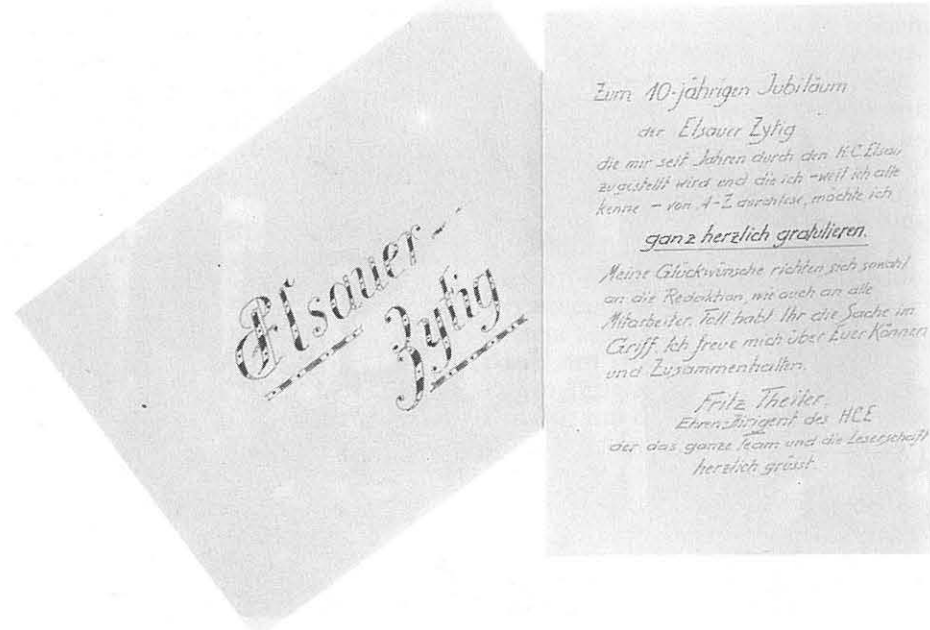 Elsauer-
Zytig
Zum 10-jährigen Jubiläum
der Elsauer Zytig
die mir seit Jahren durch den H.C. Elsau
zugestellt wird und die ich - weil ich alle
kenne - von A-Z durchlese, möchte ich
ganz herzlich gratulieren.
Meine Glückwünsche richten sich sowohl
an die Redaktion, wie auch an alle
Mitarbeiter. Toll habt Ihr die Sache im
Griff. Ich freue mich über Euer Können
und Zusammenhalten.
Fritz Theiler.
Ehrendirigent des HCE
der das ganze Team und die Leserschaft
herzlich grüsst.